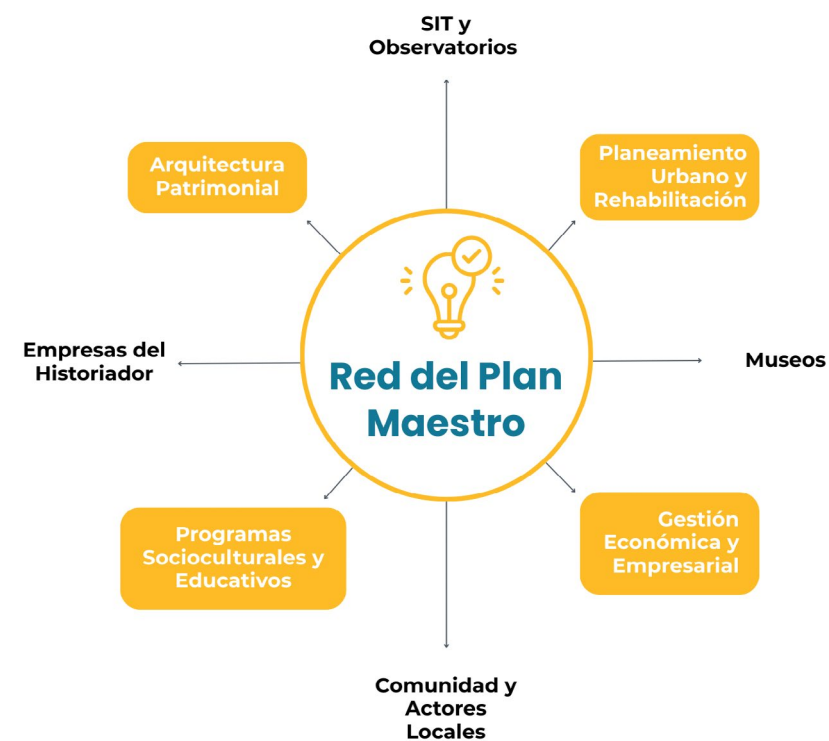 SIT y
Observatorios
Arquitectura
Patrimonial
Planeamiento
Urbano y
Rehabilitación
Empresas del
Historiador
Red del Plan
Maestro
Museos
Programas
Socioculturales y
Educativos
Gestión
Económica y
Empresarial
Comunidad y
Actores
Locales